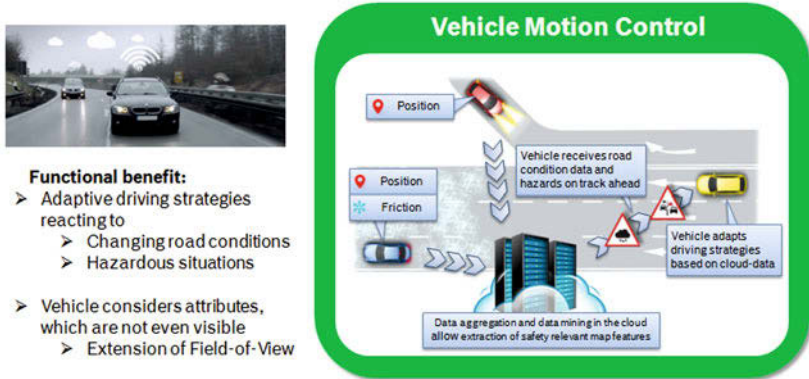 Functional benefit:
➤ Adaptive driving strategies
reacting to
➤ Changing road conditions
➤ Hazardous situations
➤ Vehicle considers attributes,
which are not even visible
➤ Extension of Field-of-View
Vehicle Motion Control
Position
Position
Friction
Vehicle receives road
condition data and
hazards on track ahead
Vehicle adapts
driving strategies
based on cloud-data
Data aggregation and data mining in the cloud
allow extraction of safety relevant map features